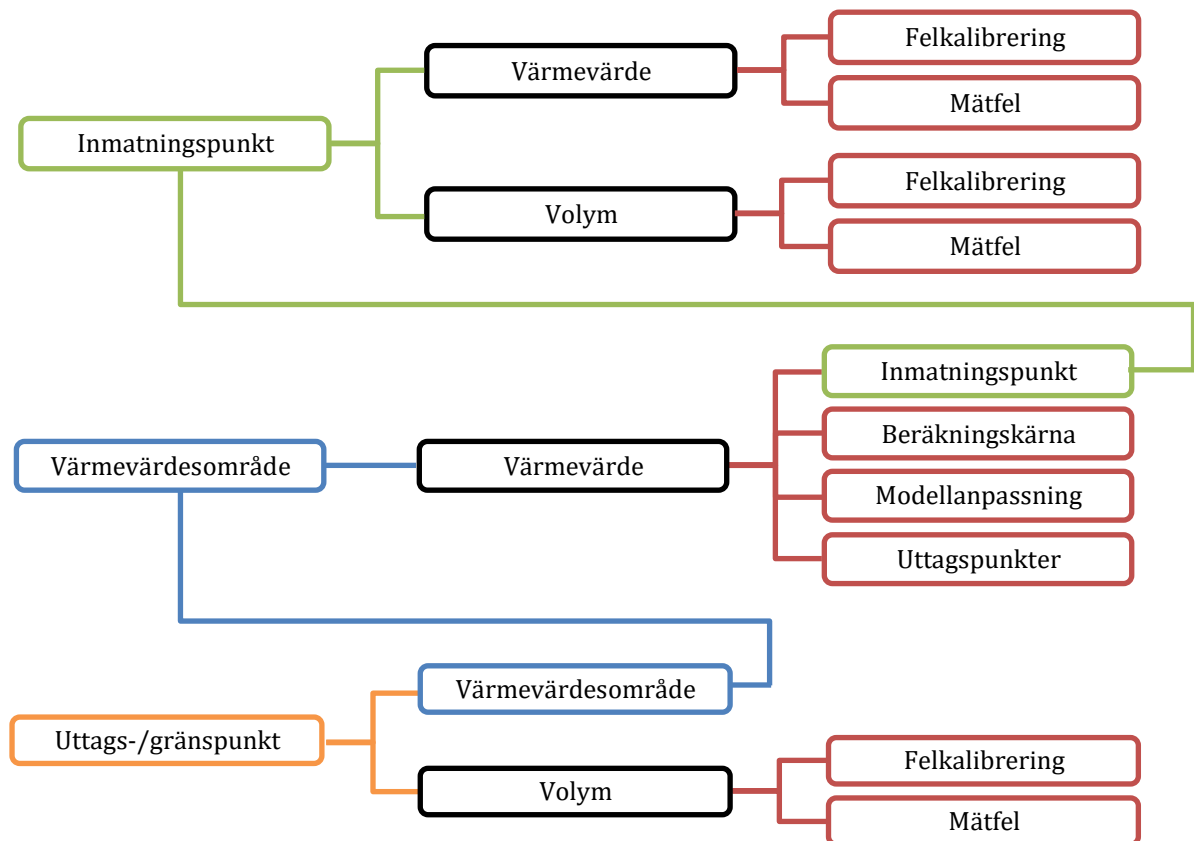 Felkalibrering
Värmevärde
Mätfel
Inmatningspunkt
Felkalibrering
Volym
Mätfel
Inmatningspunkt
Beräkningskärna
Värmevärdesområde
Värmevärde
Modellanpassning
Uttagspunkter
Värmevärdesområde
Uttags-/gränspunkt
Felkalibrering
Volym
Mätfel